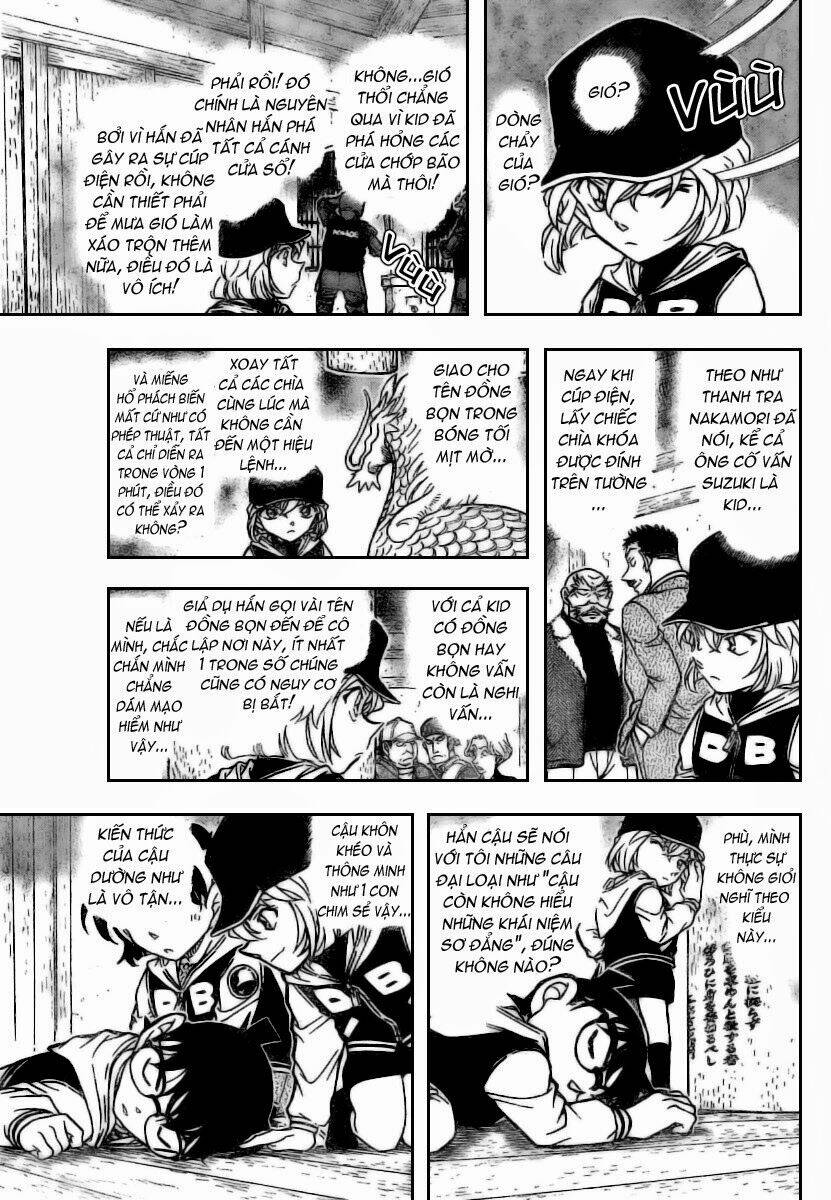 GIÓ?
VÙÙ
DÒNG
CHẢY
CỦA
GIÓ?
KHÔNG...GIÓ
THỔI CHẲNG
QUA VÌ KID ĐÃ
PHÁ HỎNG CÁC
CỬA CHỚP BÃO
MÀ THÔI!
PHẢI RỒI! ĐÓ
CHÍNH LÀ NGUYÊN
NHÂN HẮN PHÁ
TẤT CẢ CÁNH
CỬA SỔ!
BỞI VÌ HẮN ĐÃ
GÂY RA SỰ CÚP
ĐIỆN RỒI, KHÔNG
CẦN THIẾT PHẢI
ĐỂ MƯA GIÓ LÀM
XÁO TRỘN THÊM
NỮA, ĐIỀU ĐÓ LÀ
VÔ ÍCH!
VÙÙ
THEO NHƯ
THANH TRA
NAKAMORI ĐÃ
NÓI, KỂ CẢ
ÔNG CỐ VẤN
SUZUKI LÀ
KID...
NGAY KHI
CÚP ĐIỆN,
LẤY CHIẾC
CHÌA KHÓA
ĐƯỢC ĐÍNH
TRÊN TƯỜNG
...
GIAO CHO
TÊN ĐỒNG
BỌN TRONG
BÓNG TỐI
MỊT MỜ...
XOAY TẤT
CẢ CÁC CHÌA
CÙNG LÚC MÀ
KHÔNG CẦN
ĐẾN MỘT HIỆU
LỆNH...
VÀ MIẾNG
HỔ PHÁCH BIẾN
MẤT CỨ NHƯ CÓ
PHÉP THUẬT, TẤT
CẢ CHỈ DIỄN RA
TRONG VÒNG 1
PHÚT, ĐIỀU ĐÓ
CÓ THỂ XẢY RA
KHÔNG?
VỚI CẢ KID
CÓ ĐỒNG
BỌN HAY
KHÔNG VẪN
CÒN LÀ NGHI
VẤN...
GIẢ DỤ HẮN GỌI VÀI TÊN
ĐỒNG BỌN ĐẾN ĐỂ CÔ
LẬP NƠI NÀY, ÍT NHẤT
1 TRONG SỐ CHÚNG
CŨNG CÓ NGUY CƠ
BỊ BẮT!
NẾU LÀ
MÌNH, CHẮC
CHẮN MÌNH
CHẲNG
DÁM MẠO
HIỂM NHƯ
VẬY...
PHÙ, MÌNH
THỰC SỰ
KHÔNG GIỎI
NGHĨ THEO
KIỂU
NÀY...
HẲN CẬU SẼ NÓI
VỚI TÔI NHỮNG CÂU
ĐẠI LOẠI NHƯ "CẬU
CÒN KHÔNG HIỂU
NHỮNG KHÁI NIỆM
SƠ ĐẲNG", ĐÚNG
KHÔNG NÀO?
CẬU KHÔN
KHÉO VÀ
THÔNG MINH
NHƯ 1 CON
CHIM SẺ VẬY...
KIẾN THỨC
CỦA CẬU
DƯỜNG NHƯ
LÀ VÔ TẬN...